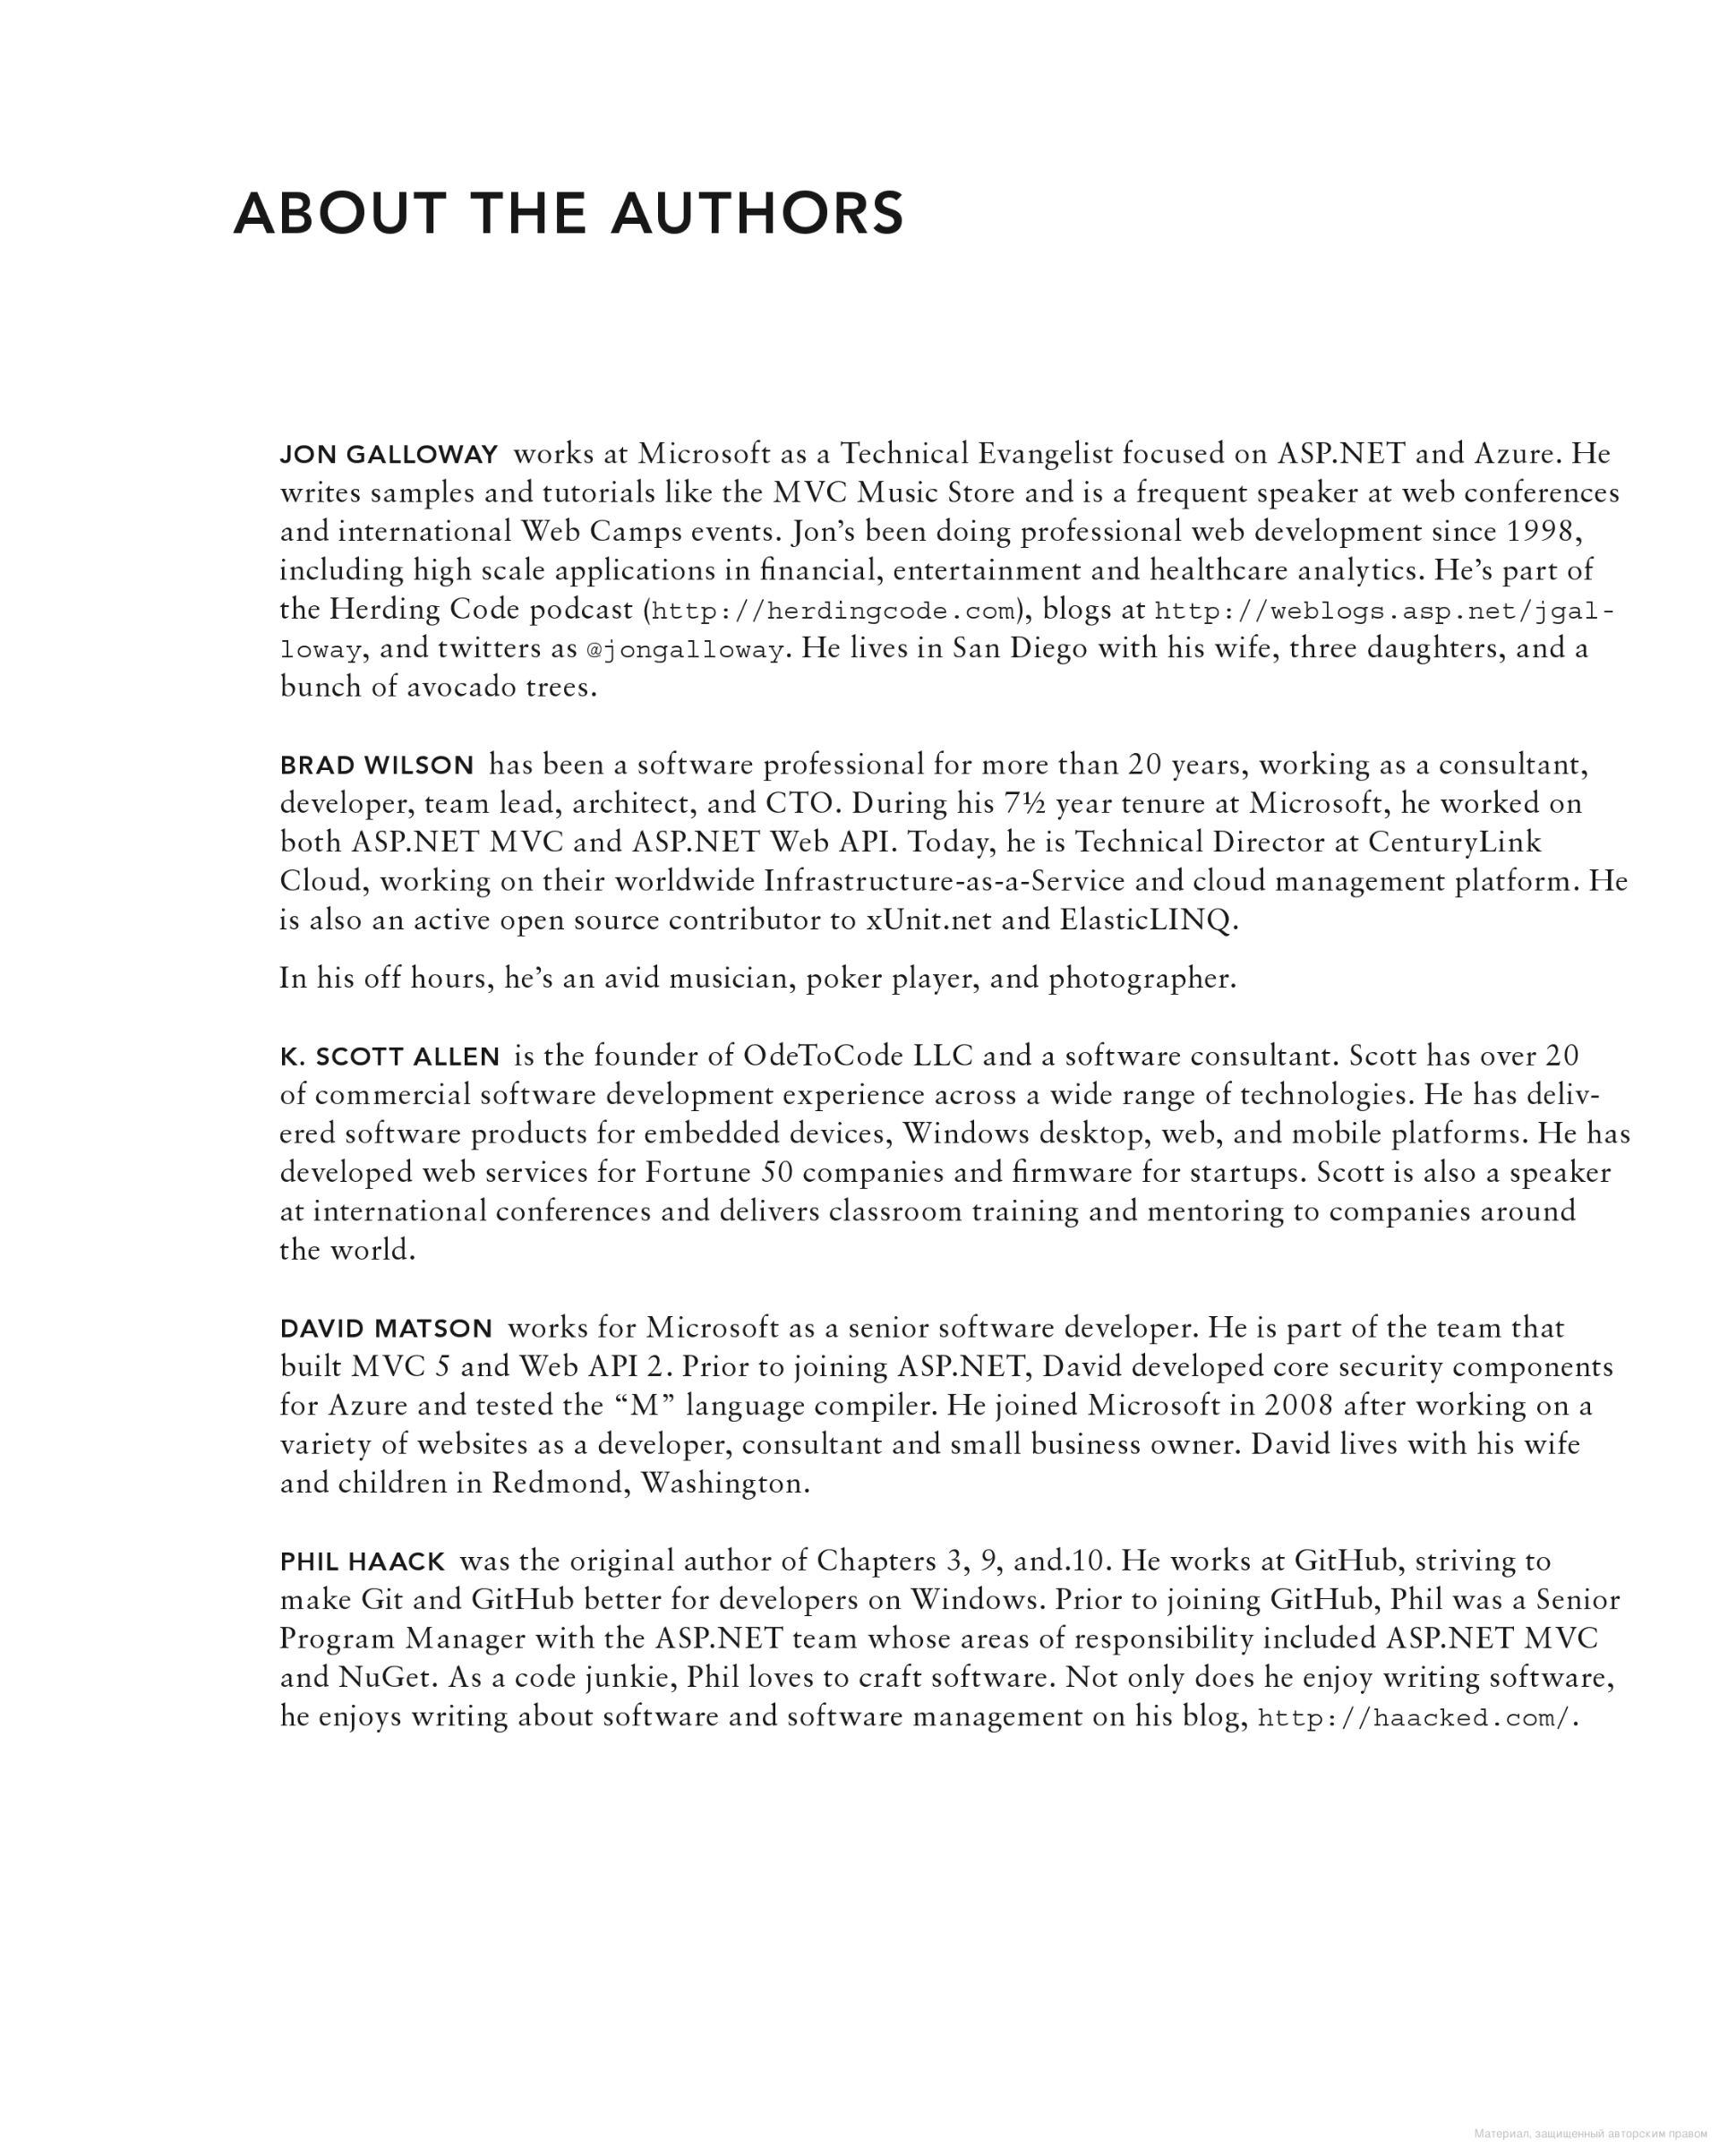 ABOUT THE AUTHORS
JON GALLOWAY works at Microsoft as a Technical Evangelist focused on ASP.NET and Azure. He
writes samples and tutorials like the MVC Music Store and is a frequent speaker at web conferences
and international Web Camps events. Jon’s been doing professional web development since 1998,
including high scale applications in financial, entertainment and healthcare analytics. He’s part of
the Herding Code podcast (http://herdingcode.com), blogs at http://weblogs.asp.net/jgal-
loway, and twitters as @jongalloway. He lives in San Diego with his wife, three daughters, and a
bunch of avocado trees.
BRAD WILSON has been a software professional for more than 20 years, working as a consultant,
developer, team lead, architect, and CTO. During his 7½ year tenure at Microsoft, he worked on
both ASP.NET MVC and ASP.NET Web API. Today, he is Technical Director at CenturyLink
Cloud, working on their worldwide Infrastructure-as-a-Service and cloud management platform. He
is also an active open source contributor to xUnit.net and ElasticLINQ.
In his off hours, he’s an avid musician, poker player, and photographer.
K. SCOTT ALLEN is the founder of OdeToCode LLC and a software consultant. Scott has over 20
of commercial software development experience across a wide range of technologies. He has deliv-
ered software products for embedded devices, Windows desktop, web, and mobile platforms. He has
developed web services for Fortune 50 companies and firmware for startups. Scott is also a speaker
at international conferences and delivers classroom training and mentoring to companies around
the world.
DAVID MATSON works for Microsoft as a senior software developer. He is part of the team that
built MVC 5 and Web API 2. Prior to joining ASP.NET, David developed core security components
for Azure and tested the “M” language compiler. He joined Microsoft in 2008 after working on a
variety of websites as a developer, consultant and small business owner. David lives with his wife
and children in Redmond, Washington.
PHIL HAACK was the original author of Chapters 3, 9, and.10. He works at GitHub, striving to
make Git and GitHub better for developers on Windows. Prior to joining GitHub, Phil was a Senior
Program Manager with the ASP.NET team whose areas of responsibility included ASP.NET MVC
and NuGet. As a code junkie, Phil loves to craft software. Not only does he enjoy writing software,
he enjoys writing about software and software management on his blog, http://haacked.com/.
Материал, защищенный авторским правом